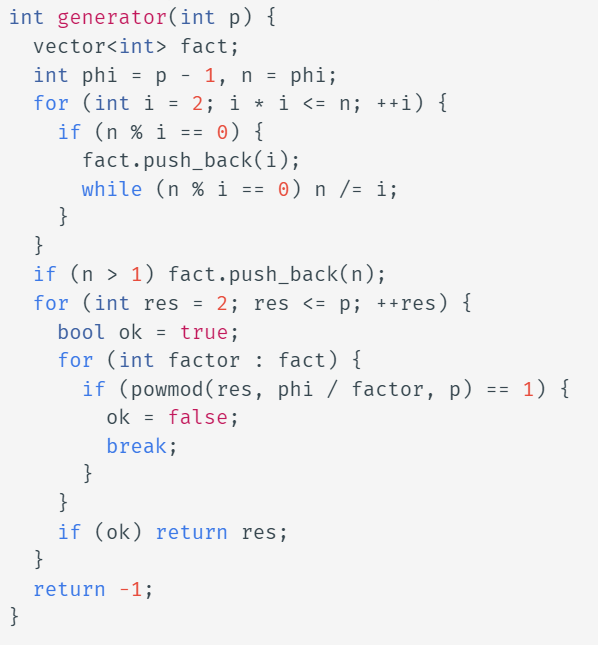 int generator(int p) {
  vector<int> fact;
  int phi = p - 1, n = phi;
  for (int i = 2; i * i <= n; ++i) {
    if (n % i == 0) {
      fact.push_back(i);
      while (n % i == 0) n /= i;
    }
  }
  if (n > 1) fact.push_back(n);
  for (int res = 2; res <= p; ++res) {
    bool ok = true;
    for (int factor : fact) {
      if (powmod(res, phi / factor, p) == 1) {
        ok = false;
        break;
      }
    }
    if (ok) return res;
  }
  return -1;
}